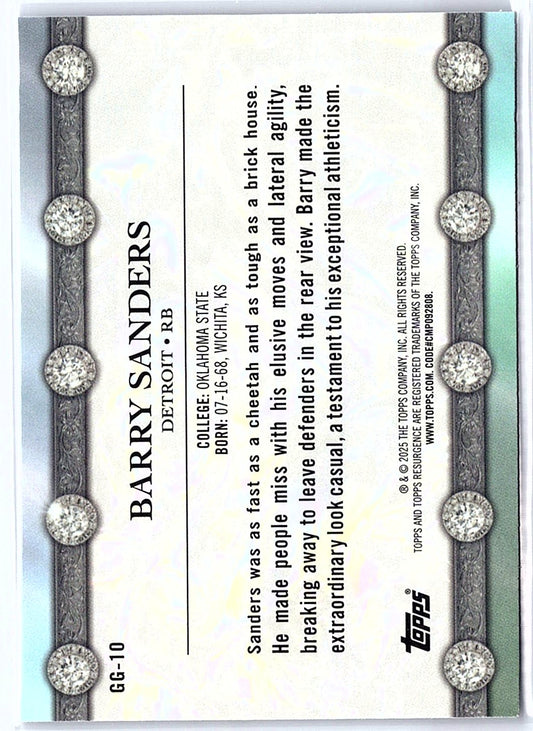 GG-10
BARRY SANDERS
DETROIT • RB
COLLEGE: OKLAHOMA STATE
BORN: 07-16-68, WICHITA, KS
Sanders was as fast as a cheetah and as tough as a brick house.
He made people miss with his elusive moves and lateral agility,
breaking away to leave defenders in the rear view. Barry made the
extraordinary look casual, a testament to his exceptional athleticism.
topps®
® & © 2025 THE TOPPS COMPANY, INC. ALL RIGHTS RESERVED.
TOPPS AND TOPPS RESURGENCE ARE REGISTERED TRADEMARKS OF THE TOPPS COMPANY, INC.
WWW.TOPPS.COM. CODE#CMP092808.